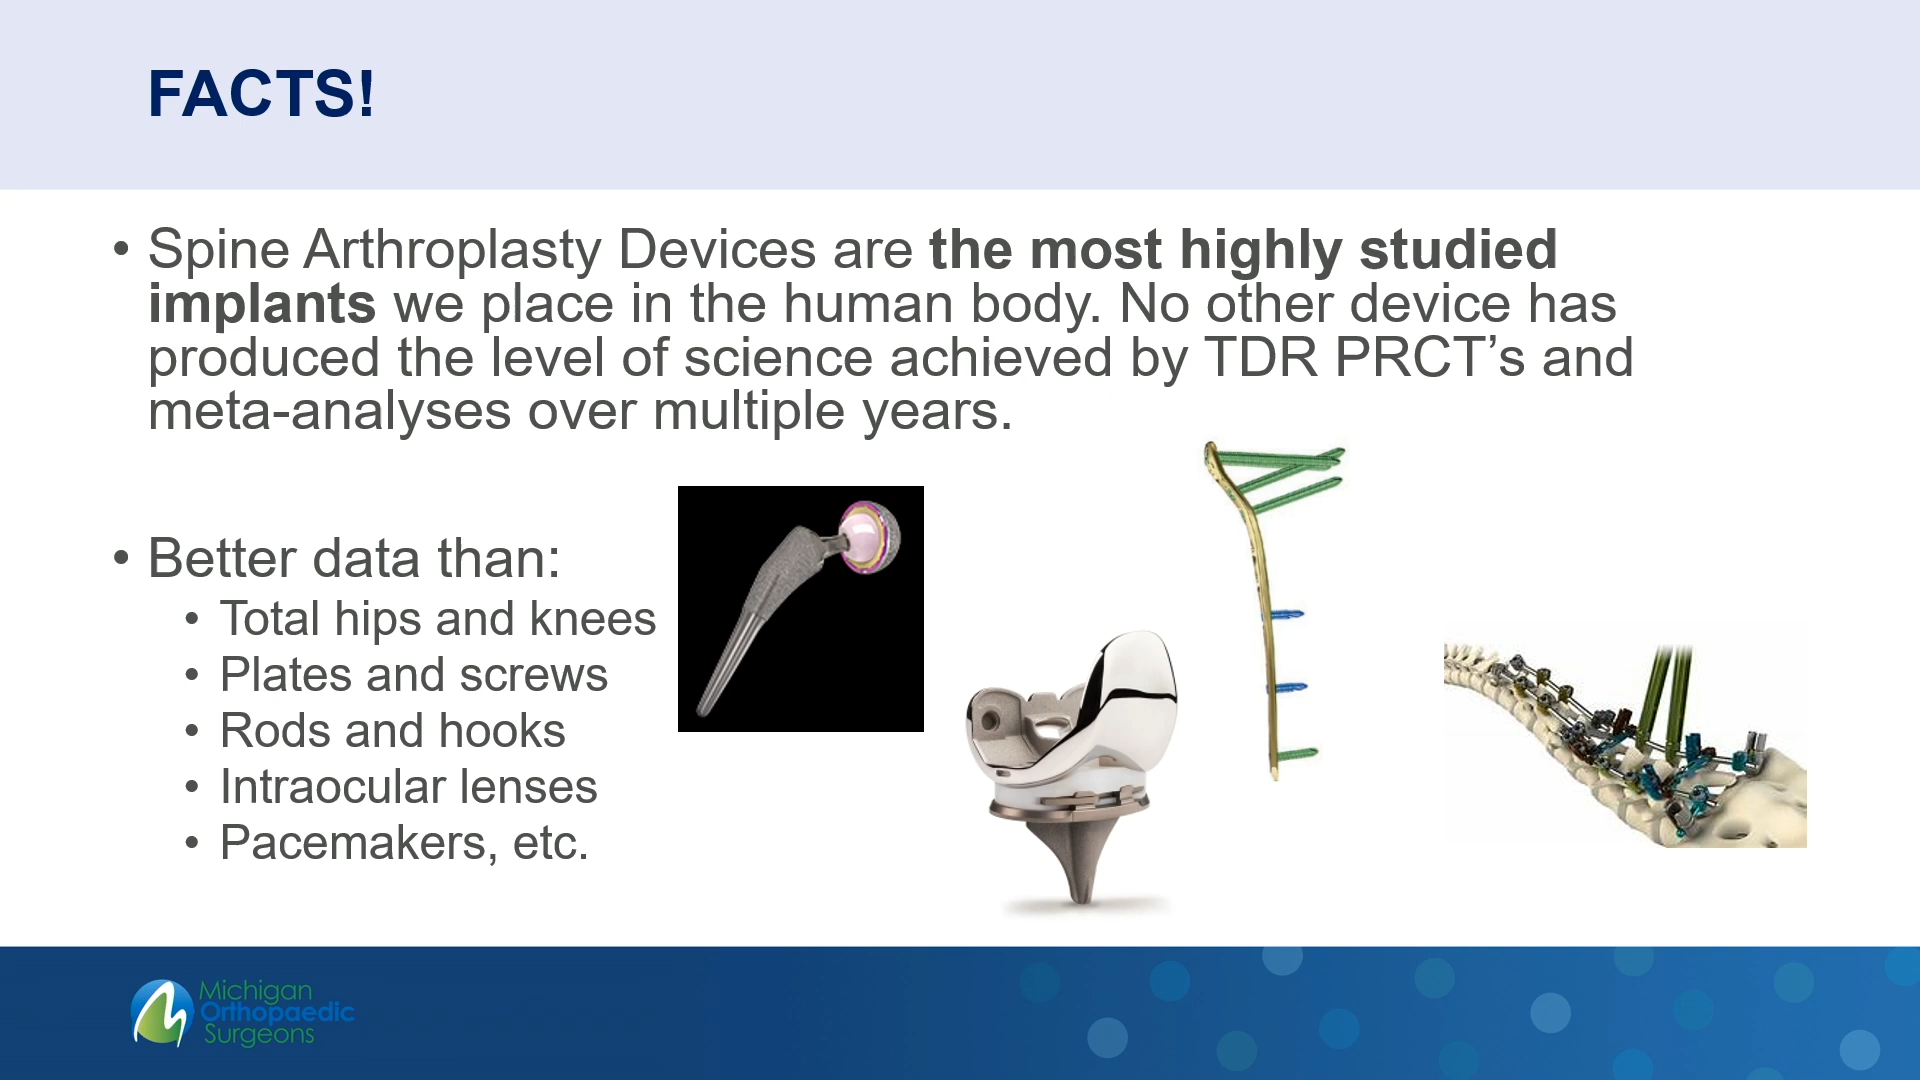 FACTS!
• Spine Arthroplasty Devices are the most highly studied
implants we place in the human body. No other device has
produced the level of science achieved by TDR PRCT’s and
meta-analyses over multiple years.
• Better data than:
• Total hips and knees
• Plates and screws
• Rods and hooks
• Intraocular lenses
• Pacemakers, etc.
Michigan
Orthopaedic
Surgeons